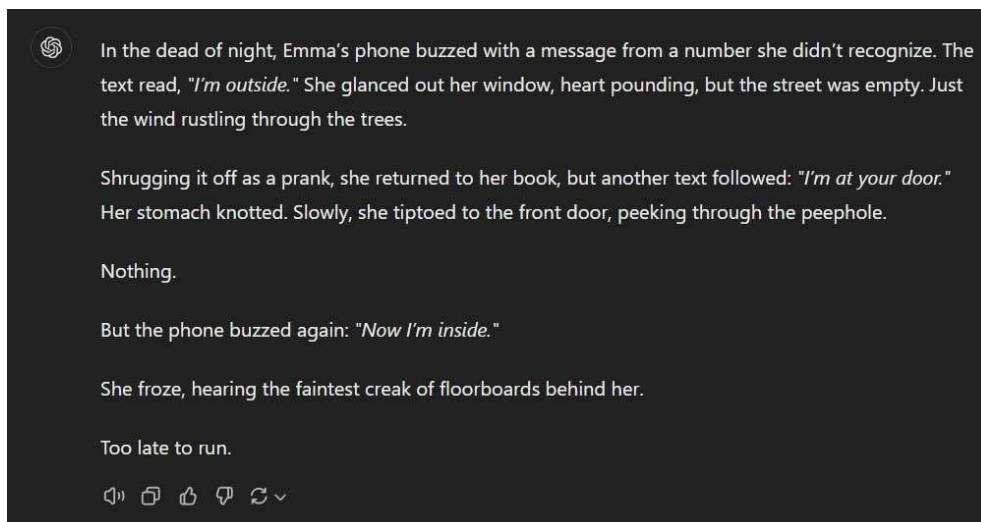 In the dead of night, Emma’s phone buzzed with a message from a number she didn’t recognize. The
text read, "I’m outside." She glanced out her window, heart pounding, but the street was empty. Just
the wind rustling through the trees.
Shrugging it off as a prank, she returned to her book, but another text followed: "I’m at your door."
Her stomach knotted. Slowly, she tiptoed to the front door, peeking through the peephole.
Nothing.
But the phone buzzed again: "Now I’m inside."
She froze, hearing the faintest creak of floorboards behind her.
Too late to run.